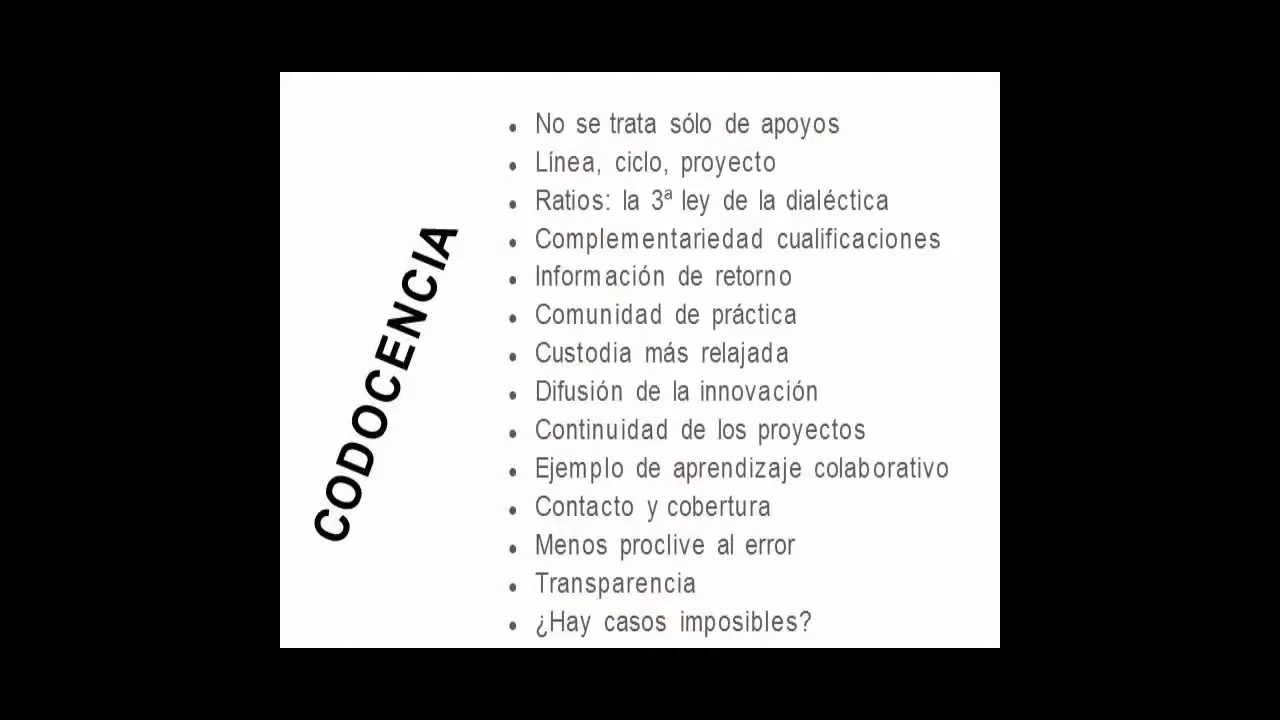 CODOCENCIA
• No se trata sólo de apoyos
• Línea, ciclo, proyecto
• Ratios: la 3ª ley de la dialéctica
• Complementariedad cualificaciones
• Información de retorno
• Comunidad de práctica
• Custodia más relajada
• Difusión de la innovación
• Continuidad de los proyectos
• Ejemplo de aprendizaje colaborativo
• Contacto y cobertura
• Menos proclive al error
• Transparencia
• ¿Hay casos imposibles?